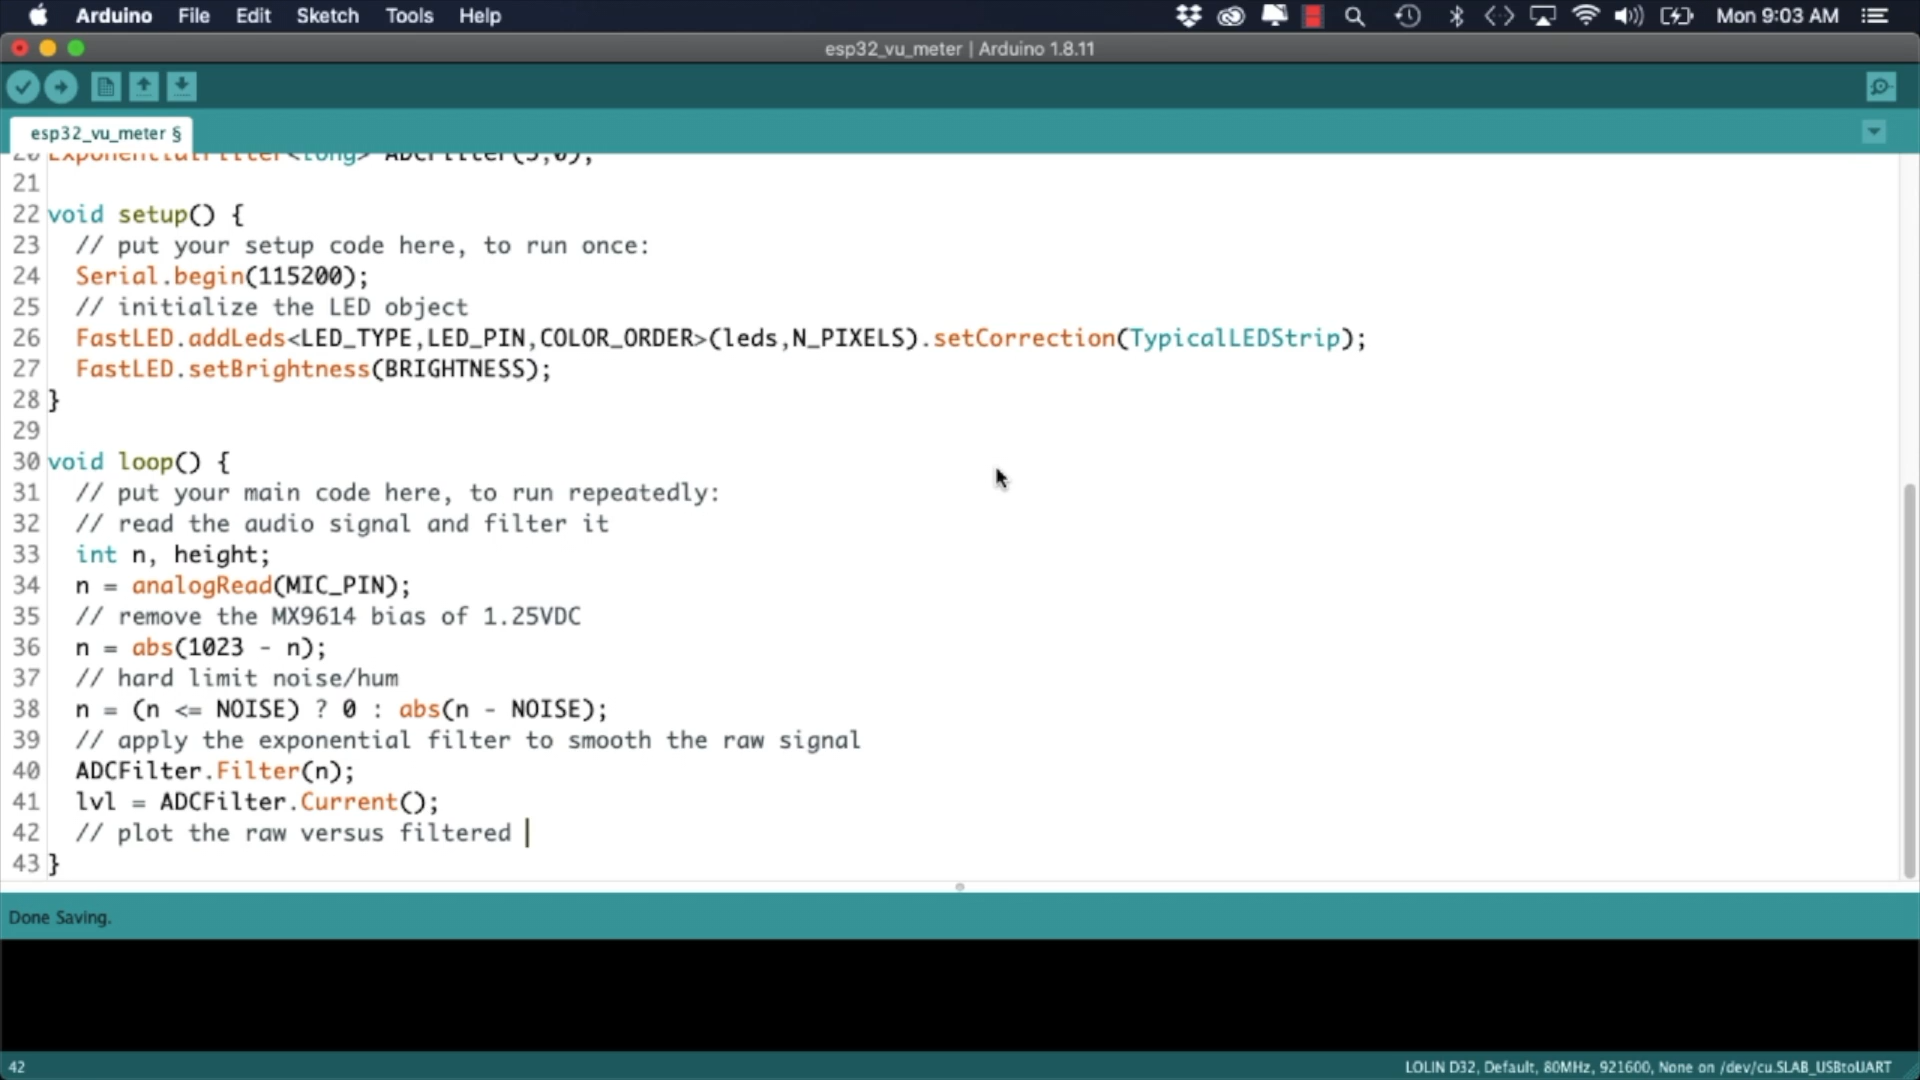 Arduino File Edit Sketch Tools Help Mon 9:03 AM
esp32_vu_meter | Arduino 1.8.11
esp32_vu_meter §
20 ExponentialFilter<long> ADCFilter(5,0);
21
22 void setup() {
23 // put your setup code here, to run once:
24 Serial.begin(115200);
25 // initialize the LED object
26 FastLED.addLeds<LED_TYPE,LED_PIN,COLOR_ORDER>(leds,N_PIXELS).setCorrection(TypicalLEDStrip);
27 FastLED.setBrightness(BRIGHTNESS);
28 }
29
30 void loop() {
31 // put your main code here, to run repeatedly:
32 // read the audio signal and filter it
33 int n, height;
34 n = analogRead(MIC_PIN);
35 // remove the MX9614 bias of 1.25VDC
36 n = abs(1023 - n);
37 // hard limit noise/hum
38 n = (n <= NOISE) ? 0 : abs(n - NOISE);
39 // apply the exponential filter to smooth the raw signal
40 ADCFilter.Filter(n);
41 lvl = ADCFilter.Current();
42 // plot the raw versus filtered
43 }
Done Saving.
42 LOLIN D32, Default, 80MHz, 921600, None on /dev/cu.SLAB_USBtoUART